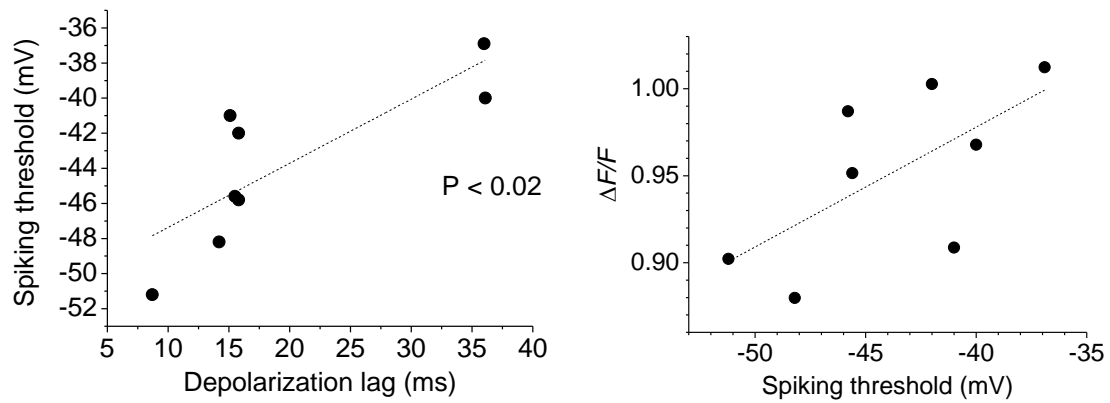 Spiking threshold (mV)
-36
-38
-40
-42
-44
-46
-48
-50
-52
P < 0.02
5 10 15 20 25 30 35 40
Depolarization lag (ms)
ΔF/F
1.00
0.95
0.90
-50 -45 -40 -35
Spiking threshold (mV)